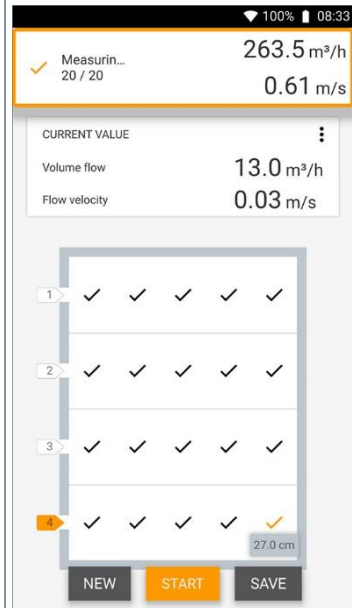 100% 08:33
Measurin... 263.5 m³/h
20 / 20 0.61 m/s
CURRENT VALUE
Volume flow 13.0 m³/h
Flow velocity 0.03 m/s
1
2
3
4
27.0 cm
NEW START SAVE